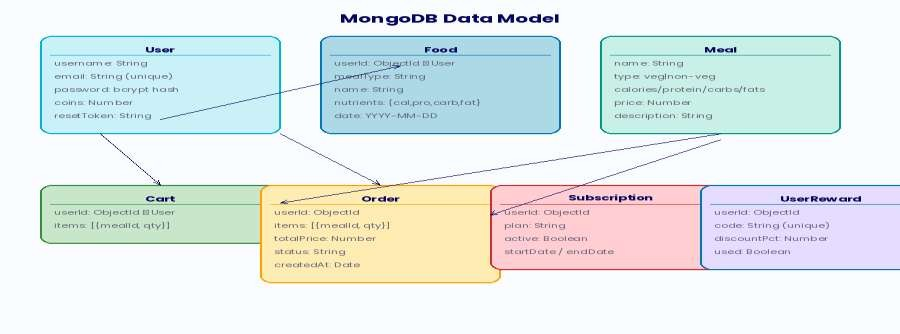 MongoDB Data Model
User
username: String
email: String (unique)
password: bcrypt hash
coins: Number
resetToken: String
Food
userId: ObjectId □ User
mealType: String
name: String
nutrients: {cal,pro,carb,fat}
date: YYYY-MM-DD
Meal
name: String
type: veg|non-veg
calories/protein/carbs/fats
price: Number
description: String
Cart
userId: ObjectId □ User
items: [{mealId, qty}]
Order
userId: ObjectId
items: [{mealId, qty}]
totalPrice: Number
status: String
createdAt: Date
Subscription
userId: ObjectId
plan: String
active: Boolean
startDate / endDate
UserReward
userId: ObjectId
code: String (unique)
discountPct: Number
used: Boolean